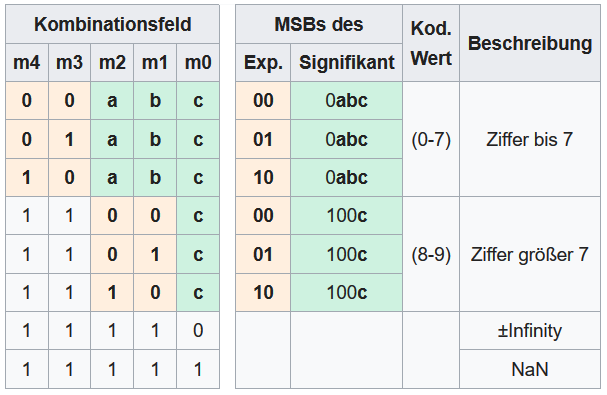 Kombinationsfeld MSBs des Kod. Wert Beschreibung
m4 m3 m2 m1 m0 Exp. Signifikant
0 0 a b c 00 0abc (0-7) Ziffer bis 7
0 1 a b c 01 0abc
1 0 a b c 10 0abc
1 1 0 0 c 00 100c (8-9) Ziffer größer 7
1 1 0 1 c 01 100c
1 1 1 0 c 10 100c
1 1 1 1 0 ±Infinity
1 1 1 1 1 NaN